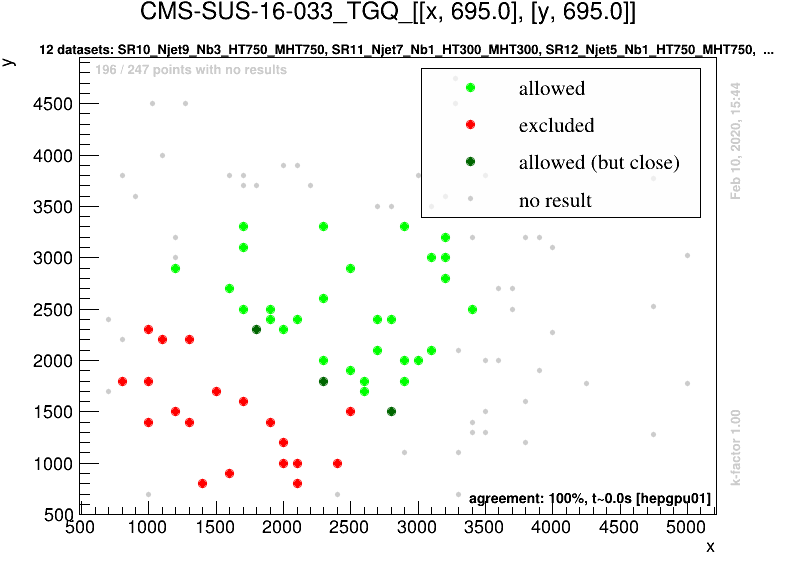 CMS-SUS-16-033_TGQ_[[x, 695.0], [y, 695.0]]
12 datasets: SR10_Njet9_Nb3_HT750_MHT750, SR11_Njet7_Nb1_HT300_MHT300, SR12_Njet5_Nb1_HT750_MHT750, ...
y
196 / 247 points with no results
allowed
excluded
allowed (but close)
no result
4500
4000
3500
3000
2500
2000
1500
1000
500
Feb 10, 2020, 15:44
k-factor 1.00
agreement: 100%, t~0.0s [hepgpu01]
500 1000 1500 2000 2500 3000 3500 4000 4500 5000
x